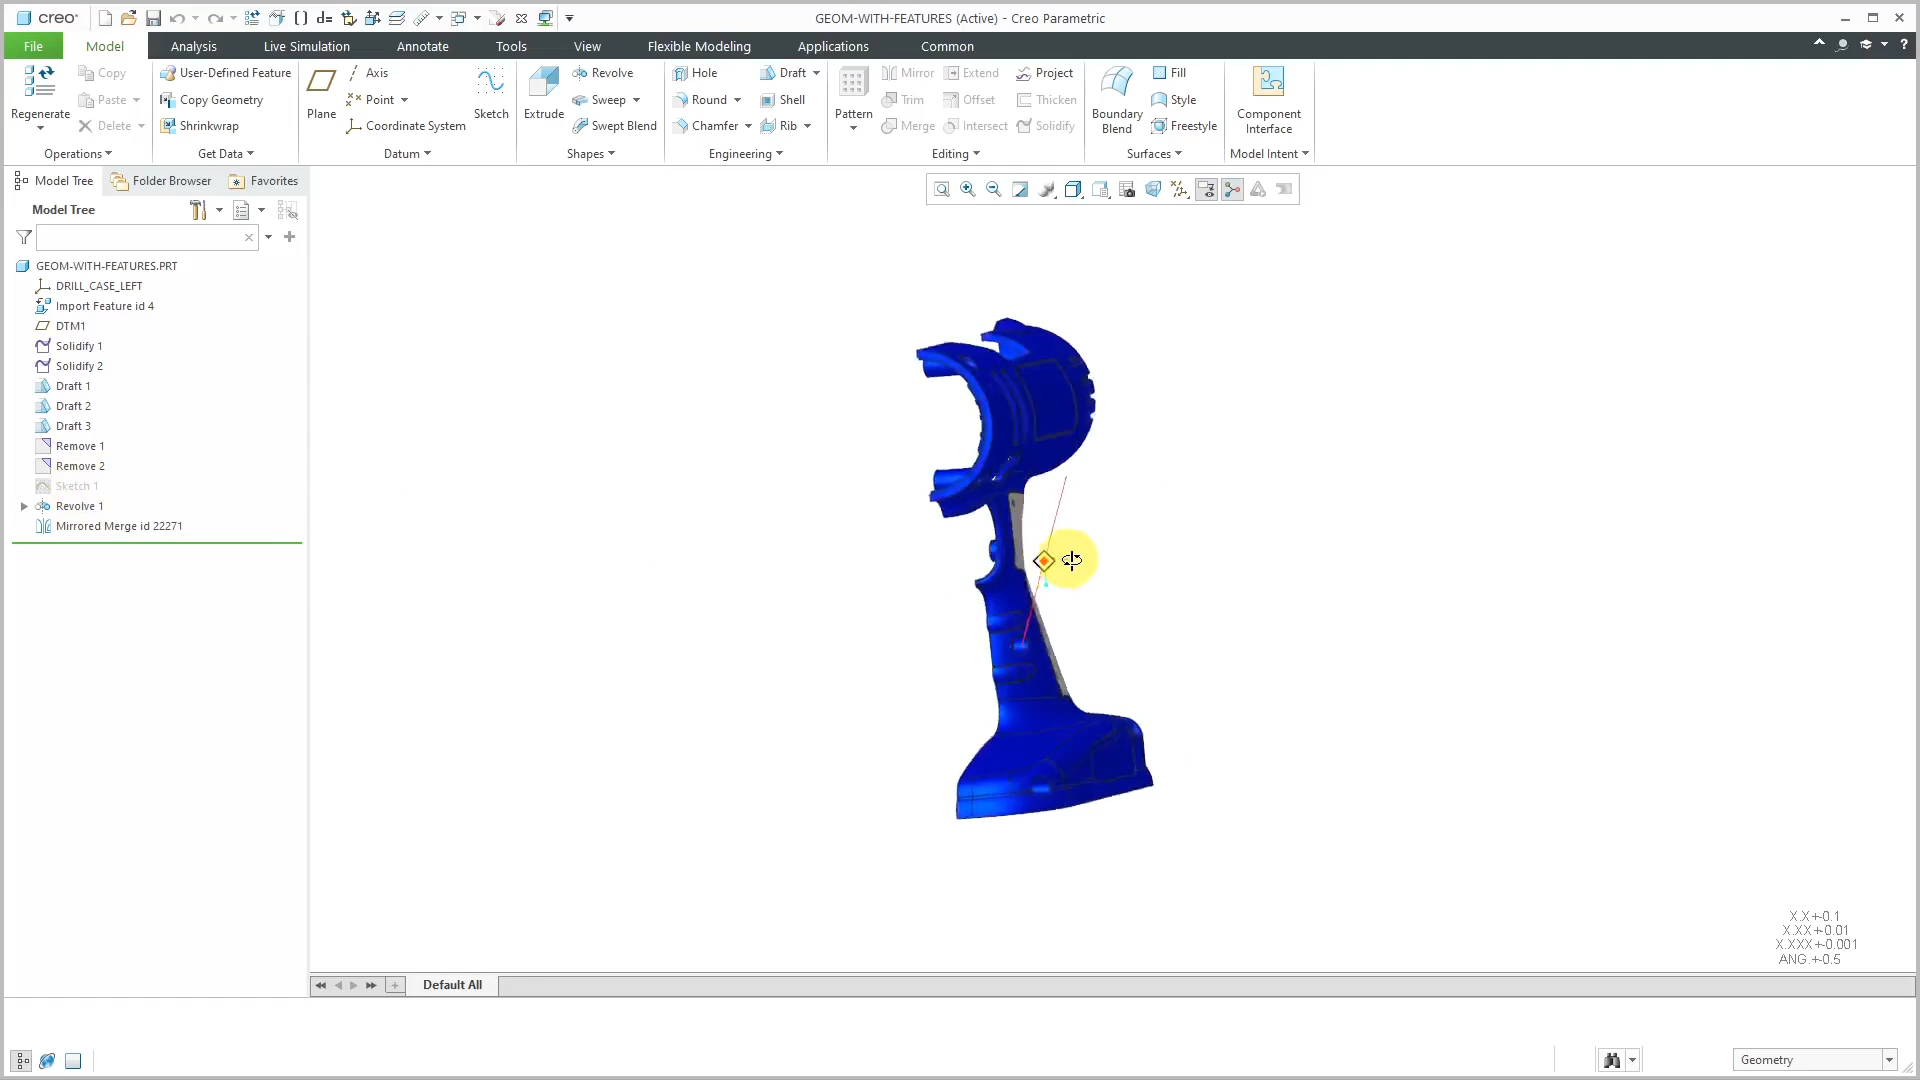 creo
GEOM-WITH-FEATURES (Active) - Creo Parametric
File
Model
Analysis
Live Simulation
Annotate
Tools
View
Flexible Modeling
Applications
Common
Regenerate
Copy
Paste
Delete
Operations
User-Defined Feature
Copy Geometry
Shrinkwrap
Get Data
Plane
Axis
Point
Coordinate System
Sketch
Datum
Extrude
Revolve
Sweep
Swept Blend
Shapes
Hole
Round
Chamfer
Draft
Shell
Rib
Engineering
Pattern
Mirror
Trim
Merge
Extend
Offset
Intersect
Project
Thicken
Solidify
Editing
Boundary
Blend
Fill
Style
Freestyle
Surfaces
Component
Interface
Model Intent
Model Tree
Folder Browser
Favorites
Model Tree
GEOM-WITH-FEATURES.PRT
DRILL_CASE_LEFT
Import Feature id 4
DTM1
Solidify 1
Solidify 2
Draft 1
Draft 2
Draft 3
Remove 1
Remove 2
Sketch 1
Revolve 1
Mirrored Merge id 22271
X.X+-0.1
X.XX+-0.01
X.XXX+-0.001
ANG.+-0.5
Default All
Geometry